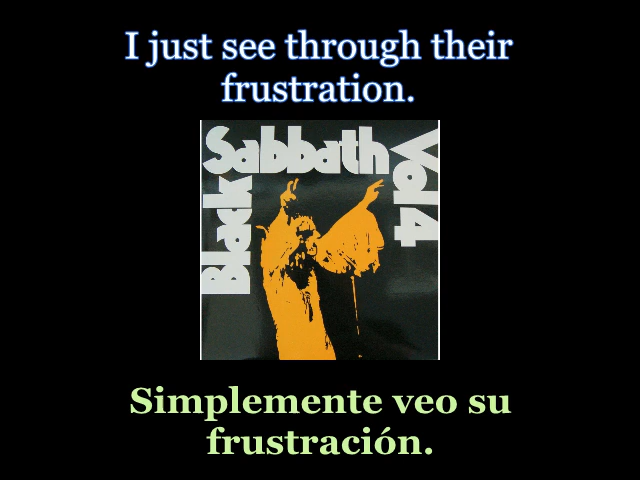 I just see through their
frustration.
Black
Sabbath
Vol 4
Simplemente veo su
frustración.